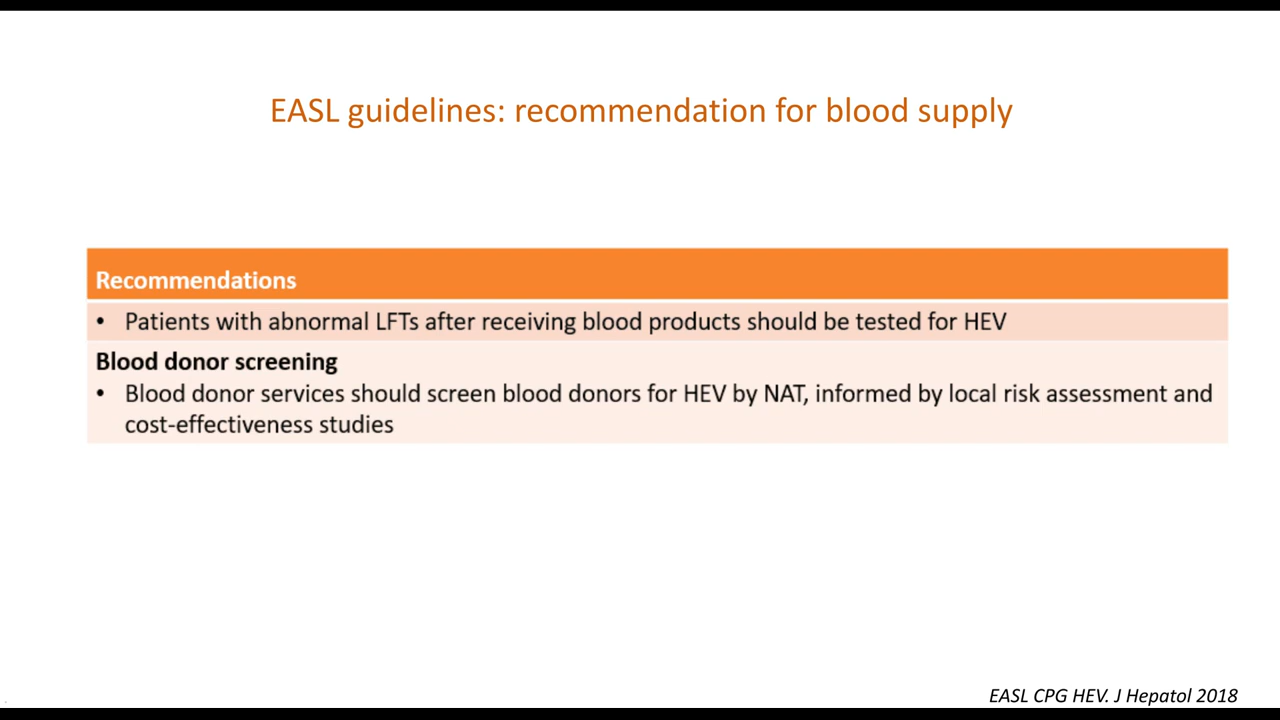 EASL guidelines: recommendation for blood supply
Recommendations
• Patients with abnormal LFTs after receiving blood products should be tested for HEV
Blood donor screening
• Blood donor services should screen blood donors for HEV by NAT, informed by local risk assessment and
cost-effectiveness studies
EASL CPG HEV. J Hepatol 2018